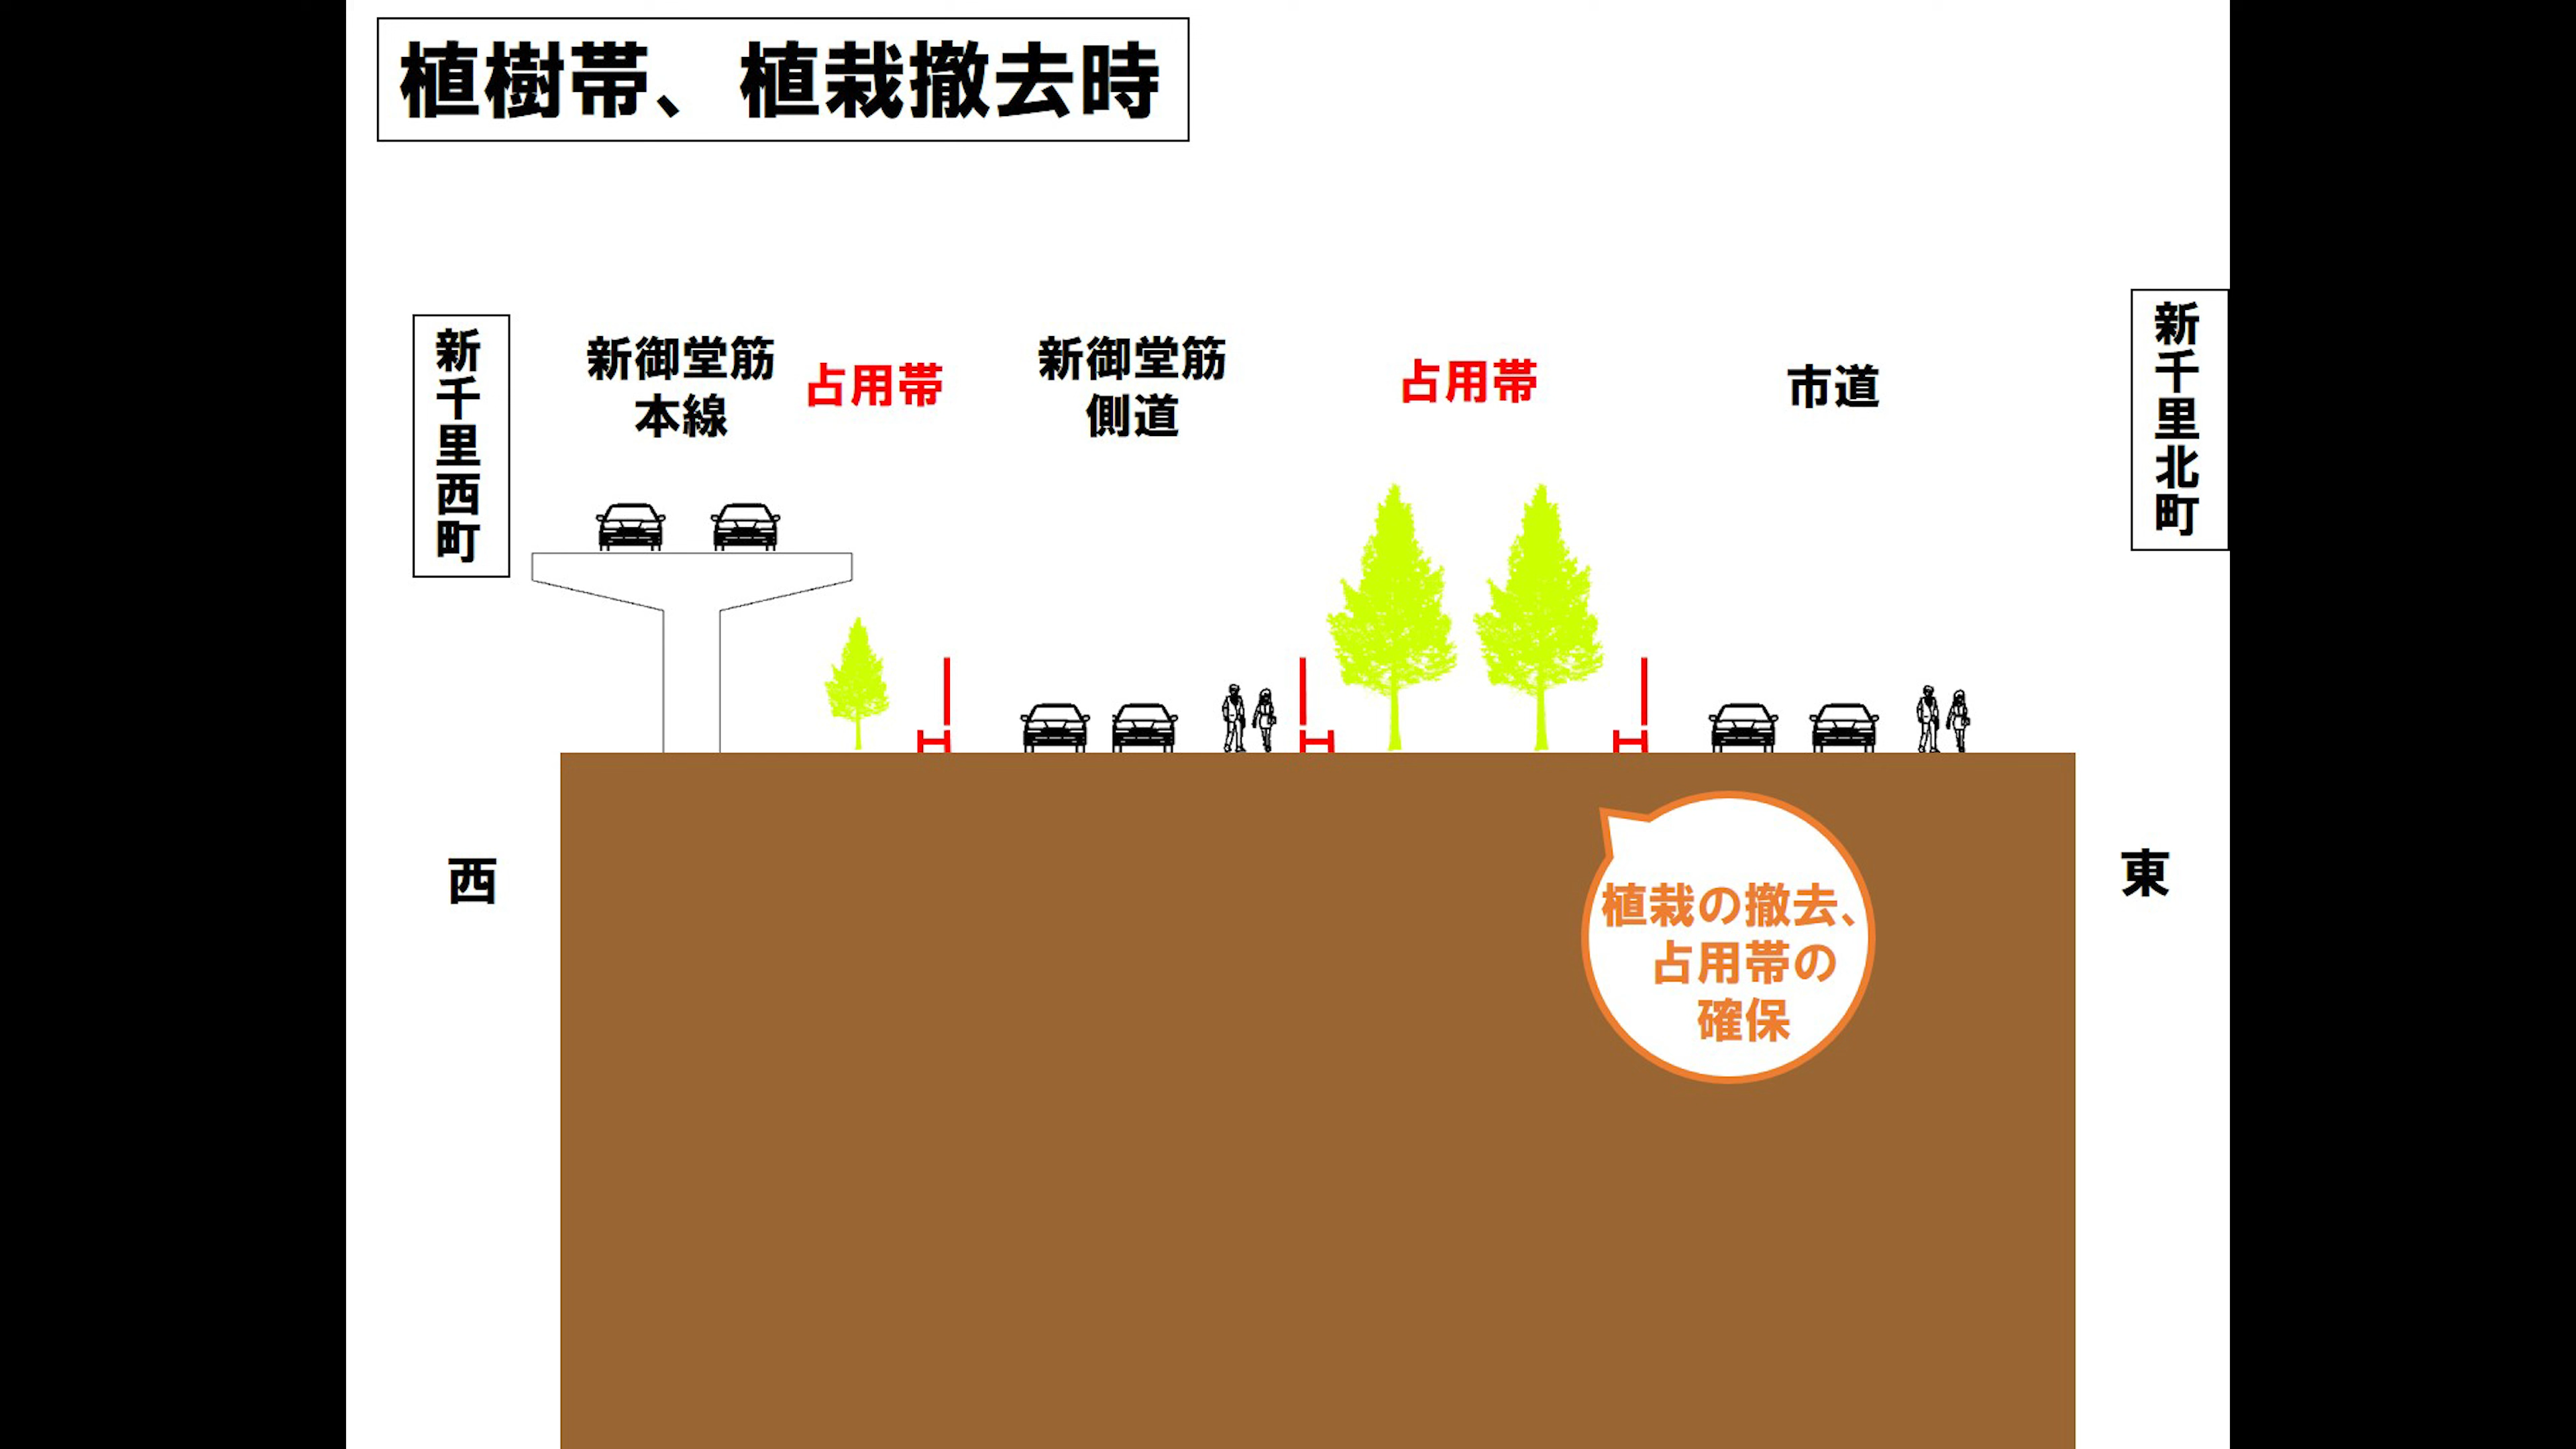 植樹帯、植栽撤去時
新千里西町
新御堂筋
本線
占用帯
新御堂筋
側道
占用帯
市道
新千里北町
西
東
植栽の撤去、
占用帯の
確保